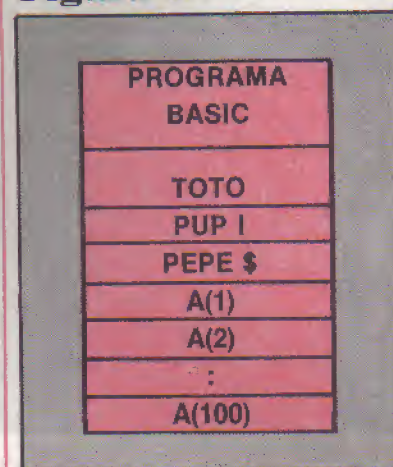 PROGRAMA
BASIC
TOTO
PUP I
PEPE $
A(1)
A(2)
:
A(100)